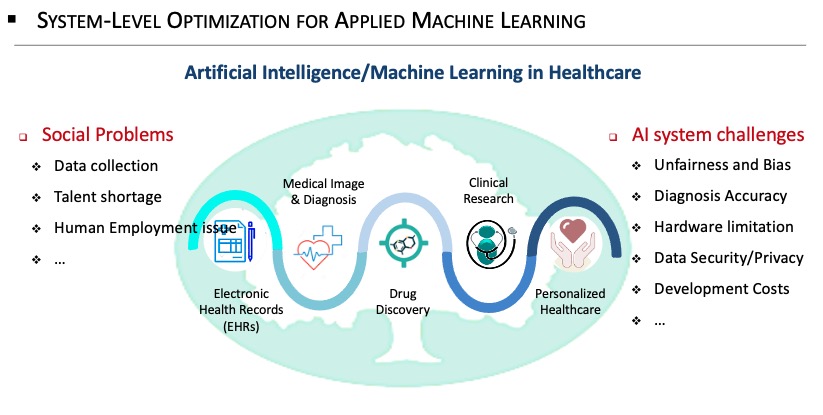 SYSTEM-LEVEL OPTIMIZATION FOR APPLIED MACHINE LEARNING
Artificial Intelligence/Machine Learning in Healthcare
Social Problems
Data collection
Talent shortage
Human Employment issue
...
Medical Image
& Diagnosis
Clinical
Research
Electronic
Health Records
(EHRs)
Drug
Discovery
Personalized
Healthcare
AI system challenges
Unfairness and Bias
Diagnosis Accuracy
Hardware limitation
Data Security/Privacy
Development Costs
...